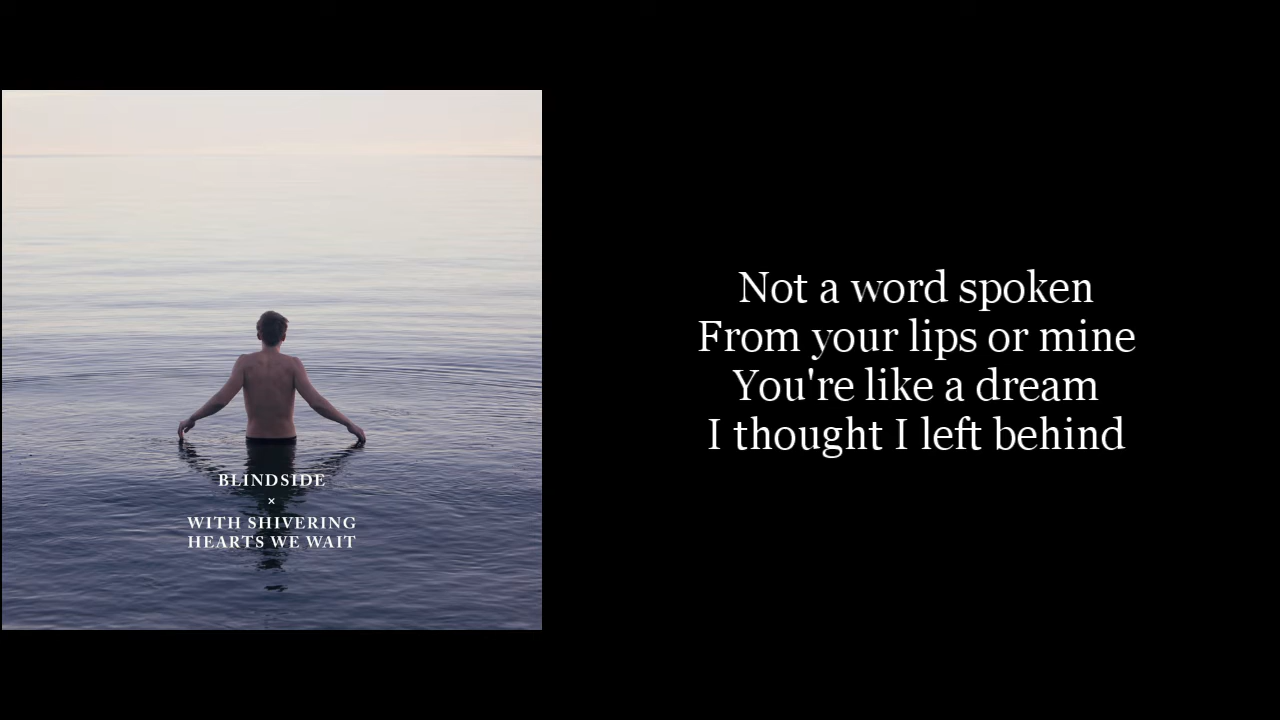 BLINDSIDE
×
WITH SHIVERING
HEARTS WE WAIT
Not a word spoken
From your lips or mine
You're like a dream
I thought I left behind